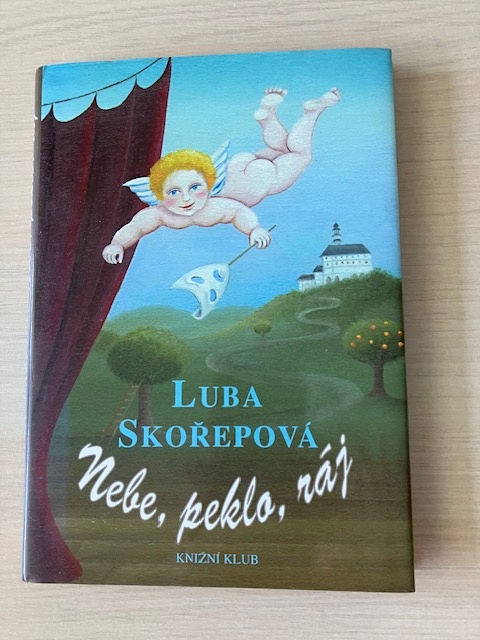 LUBA
SKOŘEPOVÁ
Nebe, peklo, ráj
KNIŽNÍ KLUB